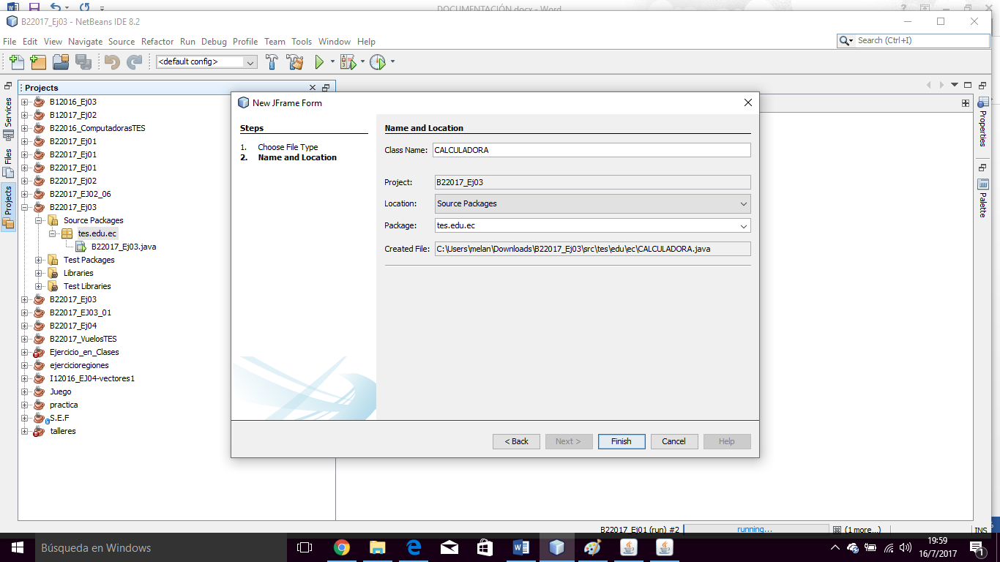 DOCUMENTACIÓN.docx - Word
B22017_Ej03 - NetBeans IDE 8.2
File Edit View Navigate Source Refactor Run Debug Profile Team Tools Window Help
Search (Ctrl+I)
<default config>
Projects
Services
Files
Projects
B12016_Ej03
B12017_Ej02
B22016_ComputadorasTES
B22017_Ej01
B22017_Ej01
B22017_Ej01
B22017_Ej02
B22017_EJ02_06
B22017_Ej03
Source Packages
tes.edu.ec
B22017_Ej03.java
Test Packages
Libraries
Test Libraries
B22017_Ej03
B22017_EJ03_01
B22017_Ej04
B22017_VuelosTES
Ejercicio_en_Clases
ejercicioregiones
I12016_EJ04-vectores1
Juego
practica
S.E.F
talleres
New JFrame Form
Steps
1. Choose File Type
2. Name and Location
Name and Location
Class Name: CALCULADORA
Project: B22017_Ej03
Location: Source Packages
Package: tes.edu.ec
Created File: C:\Users\melan\Downloads\B22017_Ej03\src\tes\edu\ec\CALCULADORA.java
< Back Next > Finish Cancel Help
Properties
Palette
B22017_Ej01 (run) #2 running... (1 more...) INS
Búsqueda en Windows
19:59
16/7/2017
1